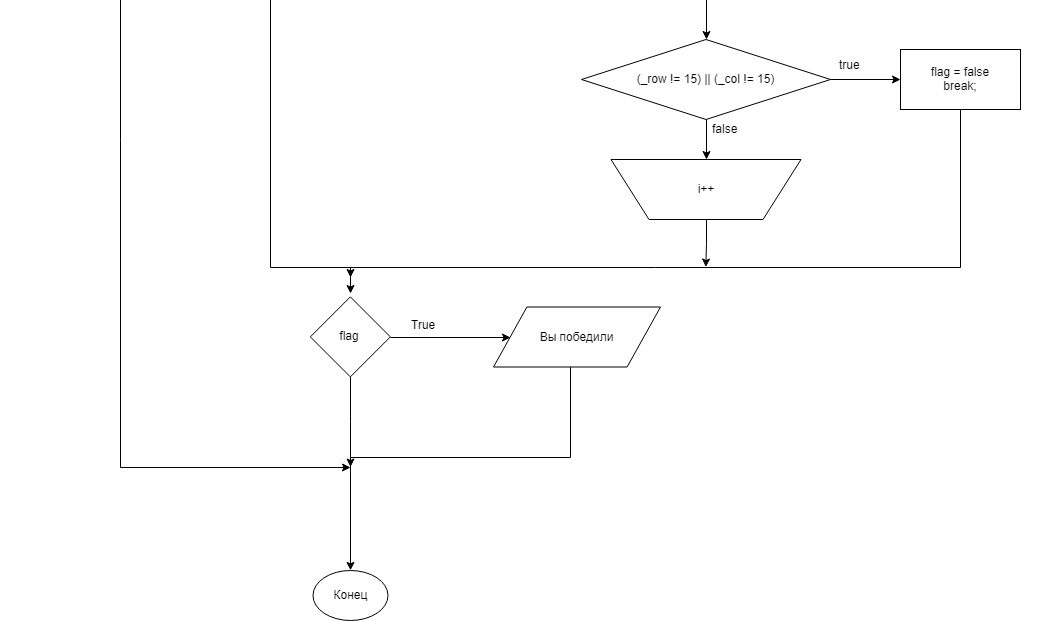 (_row != 15) || (_col != 15)
true
flag = false
break;
false
i++
flag
True
Вы победили
Конец